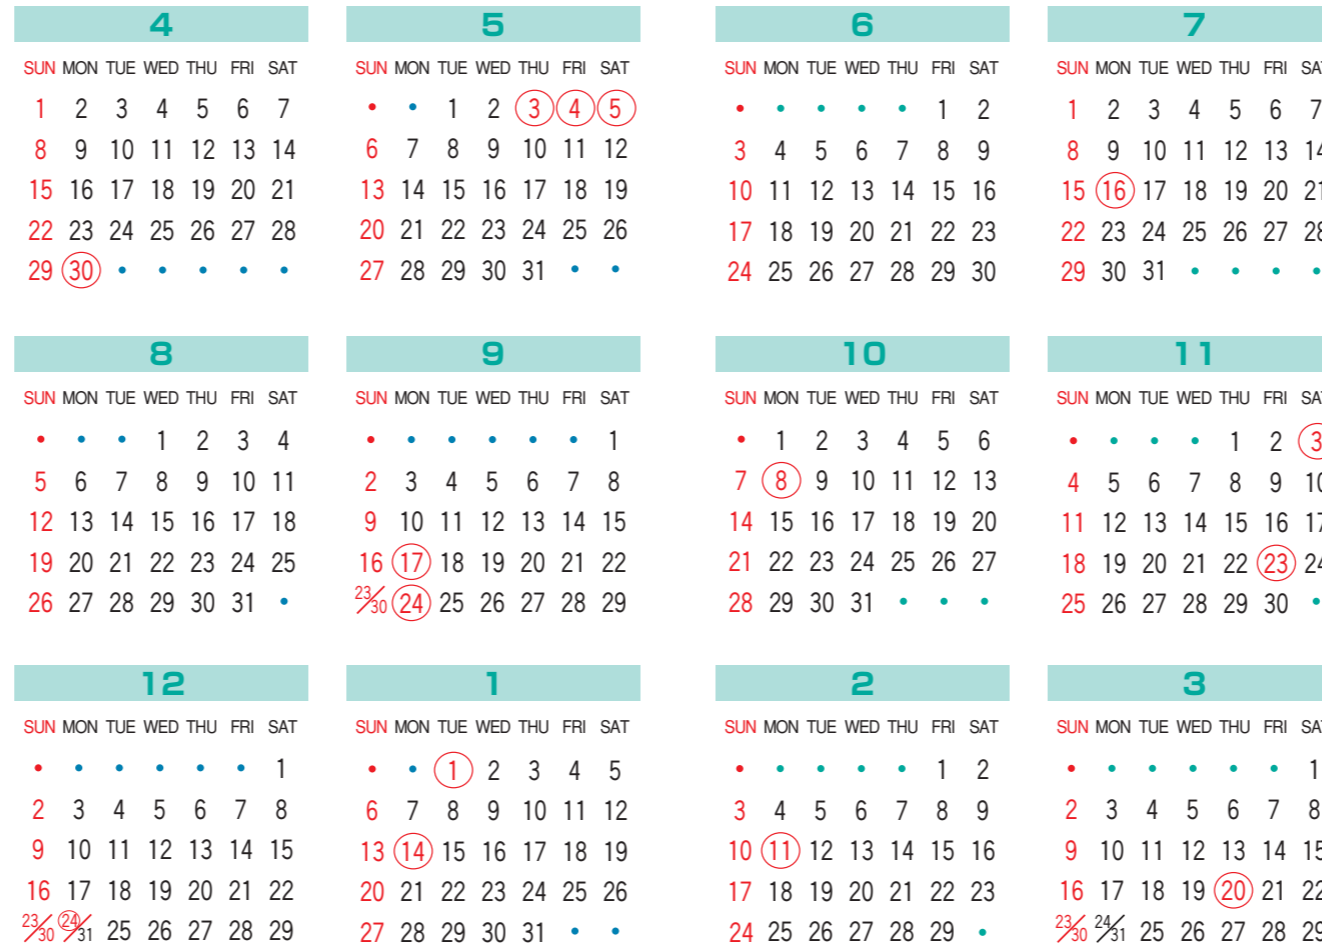 4
SUN MON TUE WED THU FRI SAT
1 2 3 4 5 6 7
8 9 10 11 12 13 14
15 16 17 18 19 20 21
22 23 24 25 26 27 28
29 30 • • • • •
5
SUN MON TUE WED THU FRI SAT
• • 1 2 3 4 5
6 7 8 9 10 11 12
13 14 15 16 17 18 19
20 21 22 23 24 25 26
27 28 29 30 31 • •
6
SUN MON TUE WED THU FRI SAT
• • • • • 1 2
3 4 5 6 7 8 9
10 11 12 13 14 15 16
17 18 19 20 21 22 23
24 25 26 27 28 29 30
7
SUN MON TUE WED THU FRI SAT
1 2 3 4 5 6 7
8 9 10 11 12 13 14
15 16 17 18 19 20 21
22 23 24 25 26 27 28
29 30 31 • • • •
8
SUN MON TUE WED THU FRI SAT
• • • 1 2 3 4
5 6 7 8 9 10 11
12 13 14 15 16 17 18
19 20 21 22 23 24 25
26 27 28 29 30 31 •
9
SUN MON TUE WED THU FRI SAT
• • • • • • 1
2 3 4 5 6 7 8
9 10 11 12 13 14 15
16 17 18 19 20 21 22
23/30 24 25 26 27 28 29
10
SUN MON TUE WED THU FRI SAT
• 1 2 3 4 5 6
7 8 9 10 11 12 13
14 15 16 17 18 19 20
21 22 23 24 25 26 27
28 29 30 31 • • •
11
SUN MON TUE WED THU FRI SAT
• • • • 1 2 3
4 5 6 7 8 9 10
11 12 13 14 15 16 17
18 19 20 21 22 23 24
25 26 27 28 29 30 •
12
SUN MON TUE WED THU FRI SAT
• • • • • • 1
2 3 4 5 6 7 8
9 10 11 12 13 14 15
16 17 18 19 20 21 22
23/30 24/31 25 26 27 28 29
1
SUN MON TUE WED THU FRI SAT
• • 1 2 3 4 5
6 7 8 9 10 11 12
13 14 15 16 17 18 19
20 21 22 23 24 25 26
27 28 29 30 31 • •
2
SUN MON TUE WED THU FRI SAT
• • • • • 1 2
3 4 5 6 7 8 9
10 11 12 13 14 15 16
17 18 19 20 21 22 23
24 25 26 27 28 29 •
3
SUN MON TUE WED THU FRI SAT
• • • • • • 1
2 3 4 5 6 7 8
9 10 11 12 13 14 15
16 17 18 19 20 21 22
23/30 24/31 25 26 27 28 29